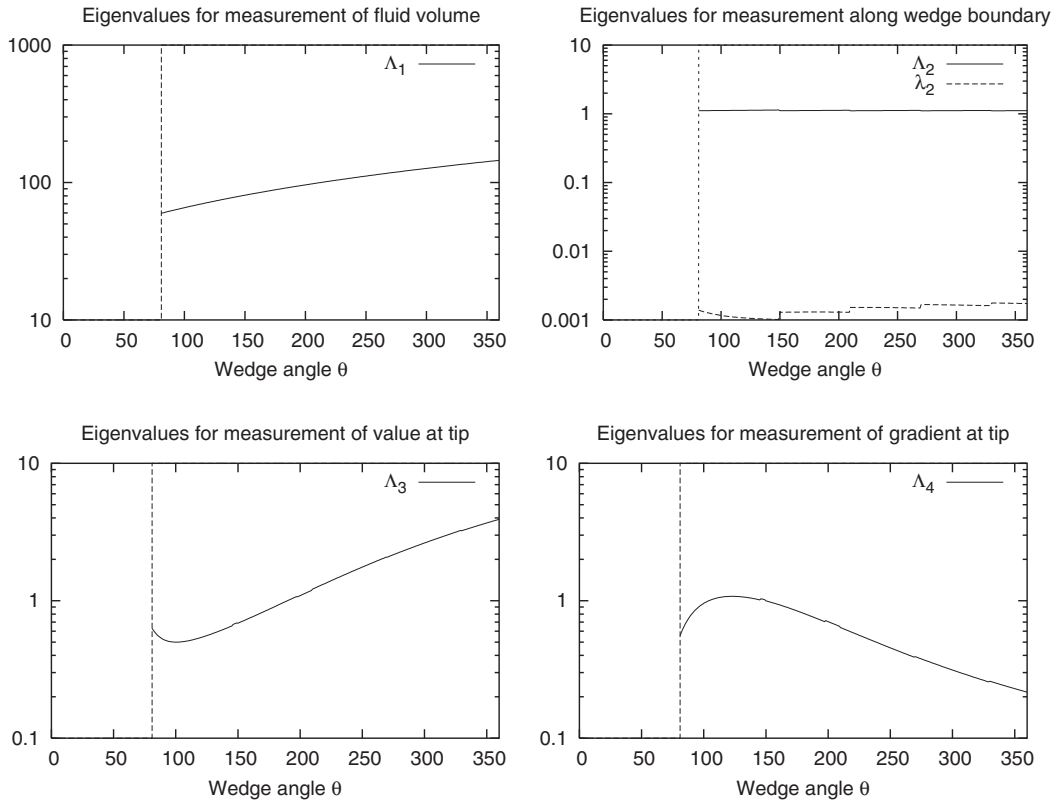 Eigenvalues for measurement of fluid volume
1000
100
10
Λ1
0 50 100 150 200 250 300 350
Wedge angle θ
Eigenvalues for measurement along wedge boundary
10
1
0.1
0.01
0.001
Λ2
λ2
0 50 100 150 200 250 300 350
Wedge angle θ
Eigenvalues for measurement of value at tip
10
1
0.1
Λ3
0 50 100 150 200 250 300 350
Wedge angle θ
Eigenvalues for measurement of gradient at tip
10
1
0.1
Λ4
0 50 100 150 200 250 300 350
Wedge angle θ